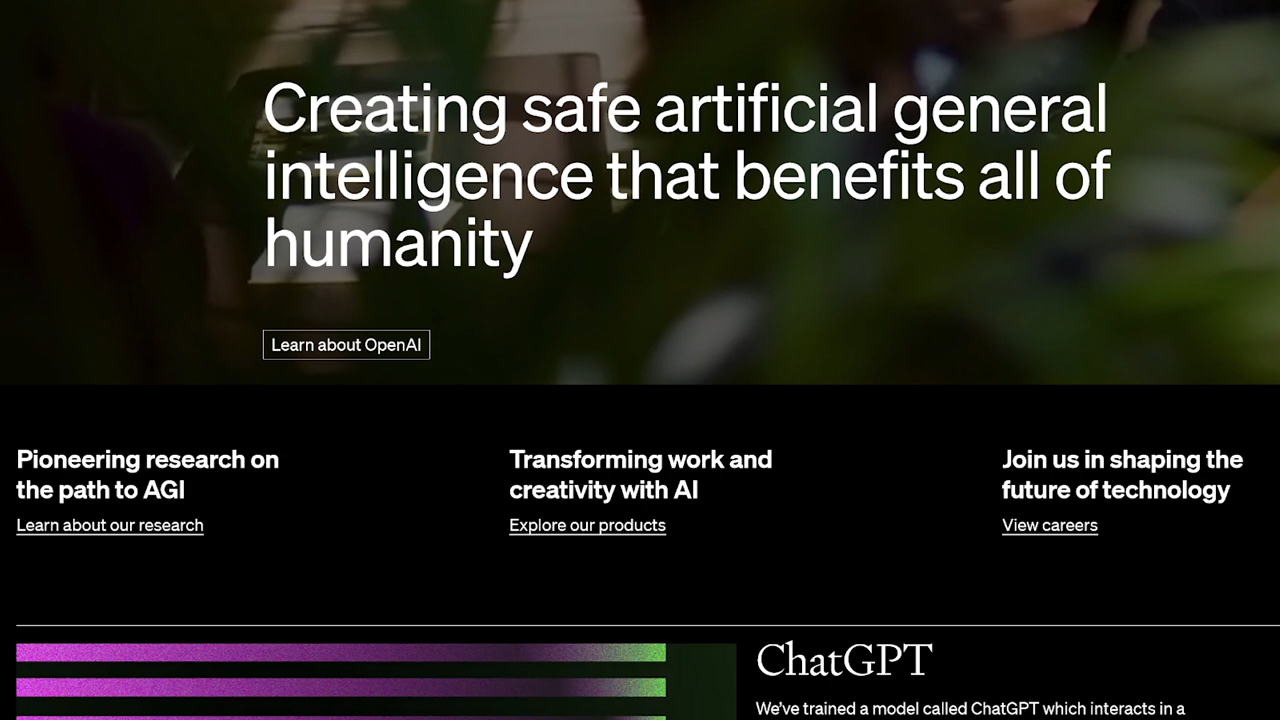 Creating safe artificial general
intelligence that benefits all of
humanity
Learn about OpenAI
Pioneering research on
the path to AGI
Learn about our research
Transforming work and
creativity with AI
Explore our products
Join us in shaping the
future of technology
View careers
ChatGPT
We’ve trained a model called ChatGPT which interacts in a